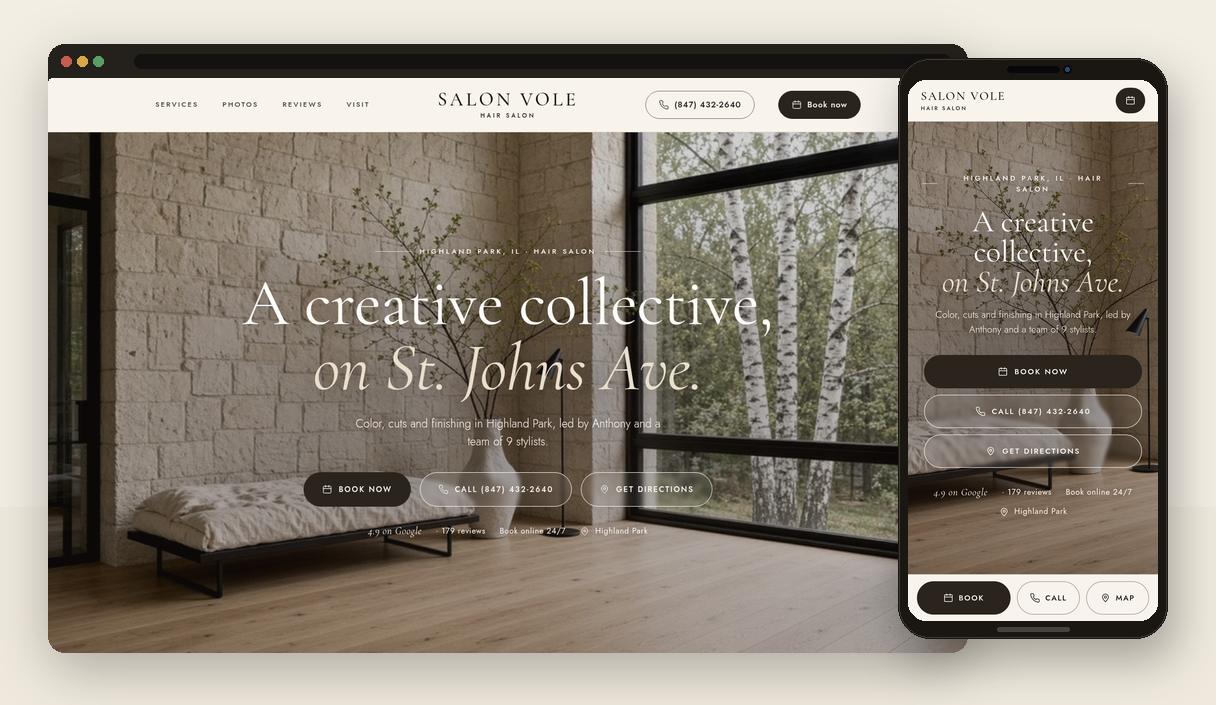 SERVICES PHOTOS REVIEWS VISIT
SALON VOLE
HAIR SALON
(847) 432-2640
Book now
HIGHLAND PARK, IL · HAIR SALON
A creative collective,
on St. Johns Ave.
Color, cuts and finishing in Highland Park, led by Anthony and a
team of 9 stylists.
BOOK NOW
CALL (847) 432-2640
GET DIRECTIONS
4.9 on Google · 179 reviews Book online 24/7 Highland Park
SALON VOLE
HAIR SALON
HIGHLAND PARK, IL · HAIR
SALON
A creative
collective,
on St. Johns Ave.
Color, cuts and finishing in Highland Park, led by
Anthony and a team of 9 stylists.
BOOK NOW
CALL (847) 432-2640
GET DIRECTIONS
4.9 on Google · 179 reviews Book online 24/7
Highland Park
BOOK CALL MAP